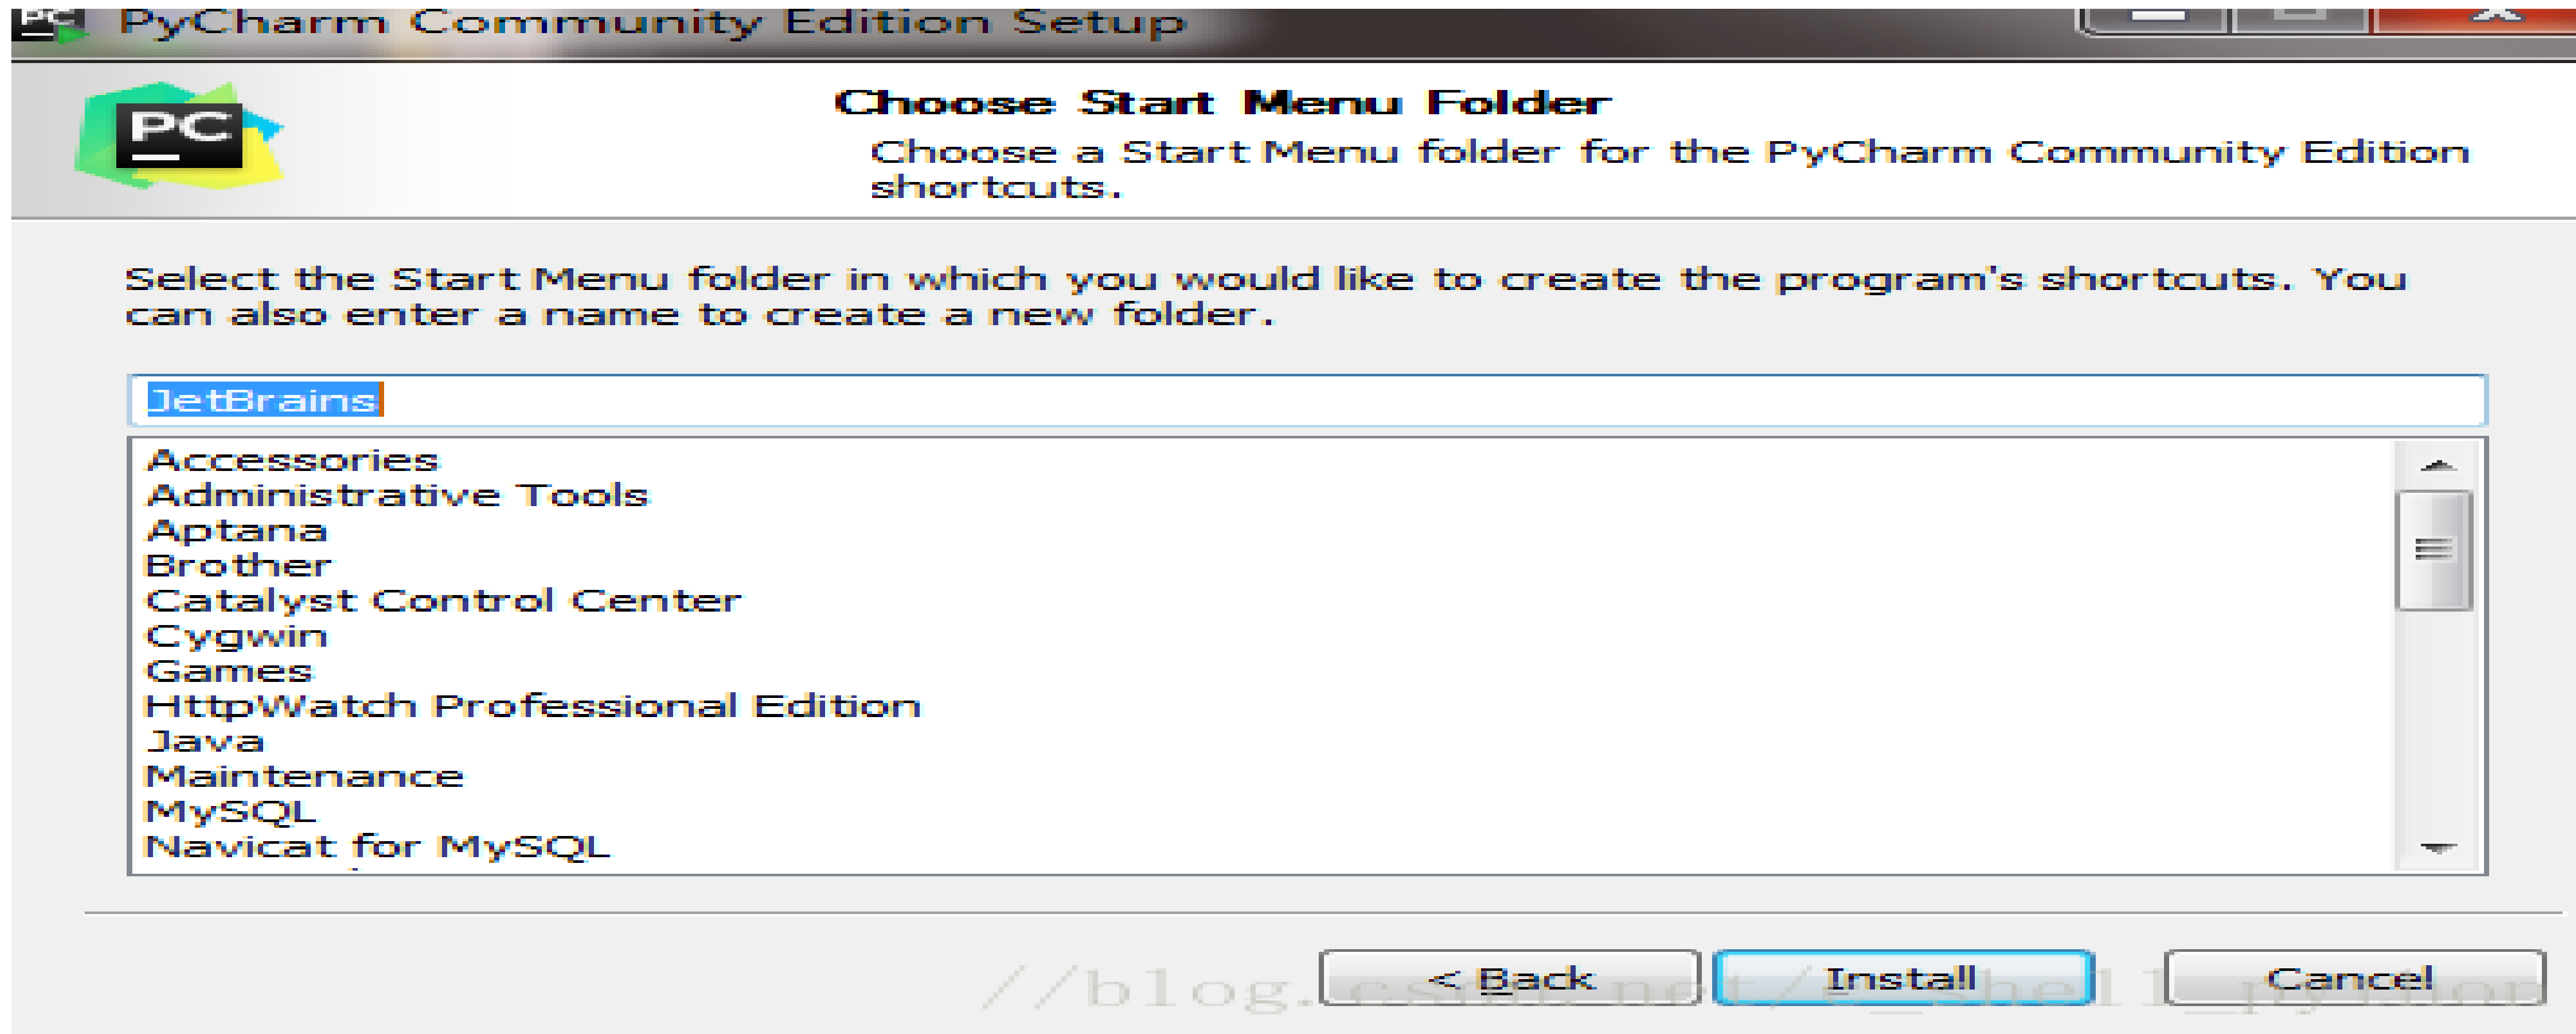 PC PyCharm Community Edition Setup
PC
Choose Start Menu Folder
Choose a Start Menu folder for the PyCharm Community Edition
shortcuts.
Select the Start Menu folder in which you would like to create the program's shortcuts. You
can also enter a name to create a new folder.
JetBrains
Accessories
Administrative Tools
Aptana
Brother
Catalyst Control Center
Cygwin
Games
HttpWatch Professional Edition
Java
Maintenance
MySQL
Navicat for MySQL
< Back Install Cancel
//blog.